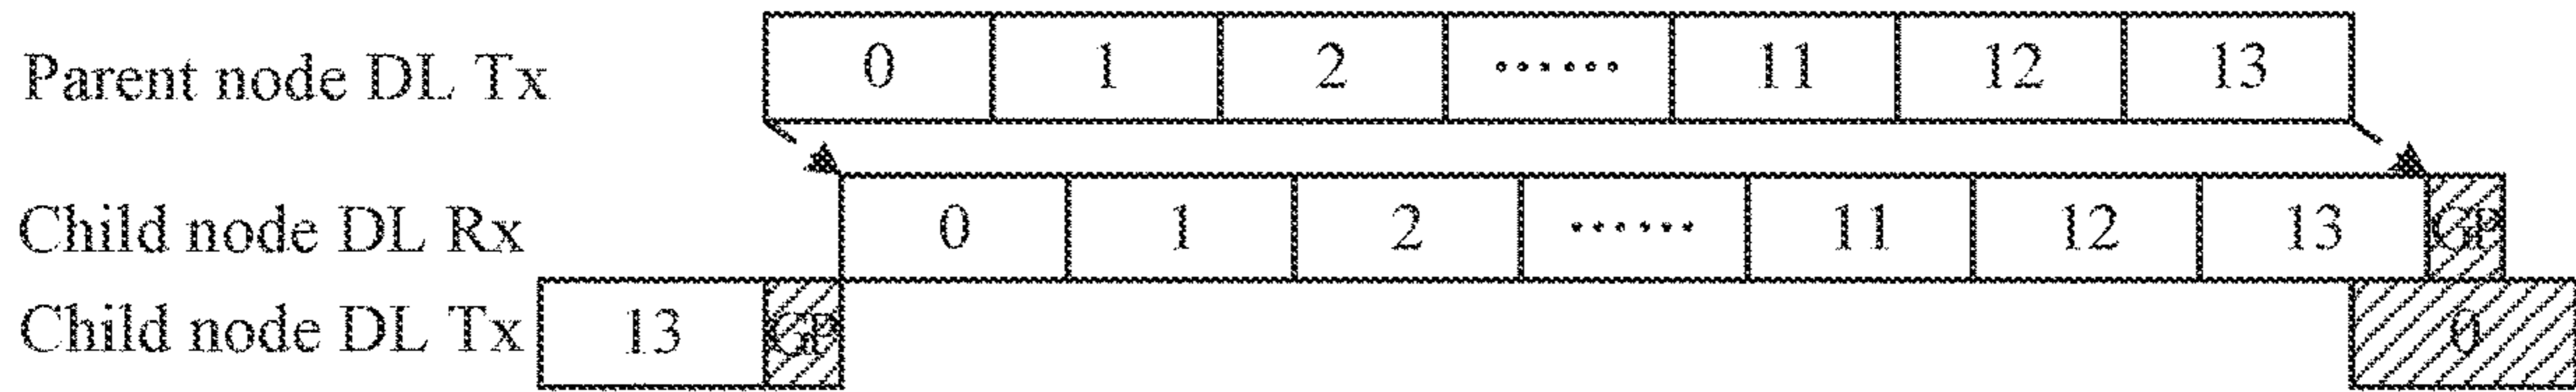 Parent node DL Tx 0 1 2 ...... 11 12 13
Child node DL Rx 0 1 2 ...... 11 12 13 GP
Child node DL Tx 13 GP 0